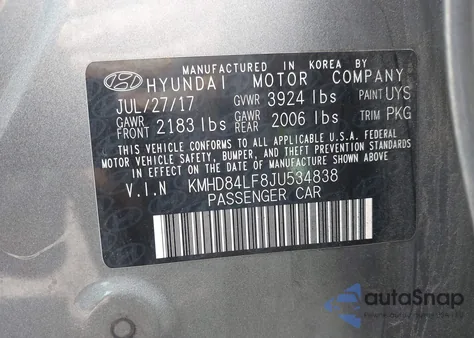 MANUFACTURED IN KOREA BY
HYUNDAI MOTOR COMPANY
JUL/27/17 GVWR 3924 lbs PAINT UYS
GAWR FRONT 2183 lbs GAWR REAR 2006 lbs TRIM PKG
THIS VEHICLE CONFORMS TO ALL APPLICABLE U.S.A. FEDERAL
MOTOR VEHICLE SAFETY, BUMPER, AND THEFT PREVENTION STANDARDS
IN EFFECT ON THE DATE OF MANUFACTURE SHOWN ABOVE.
V.I.N KMHD84LF8JU534838
PASSENGER CAR
autoSnap